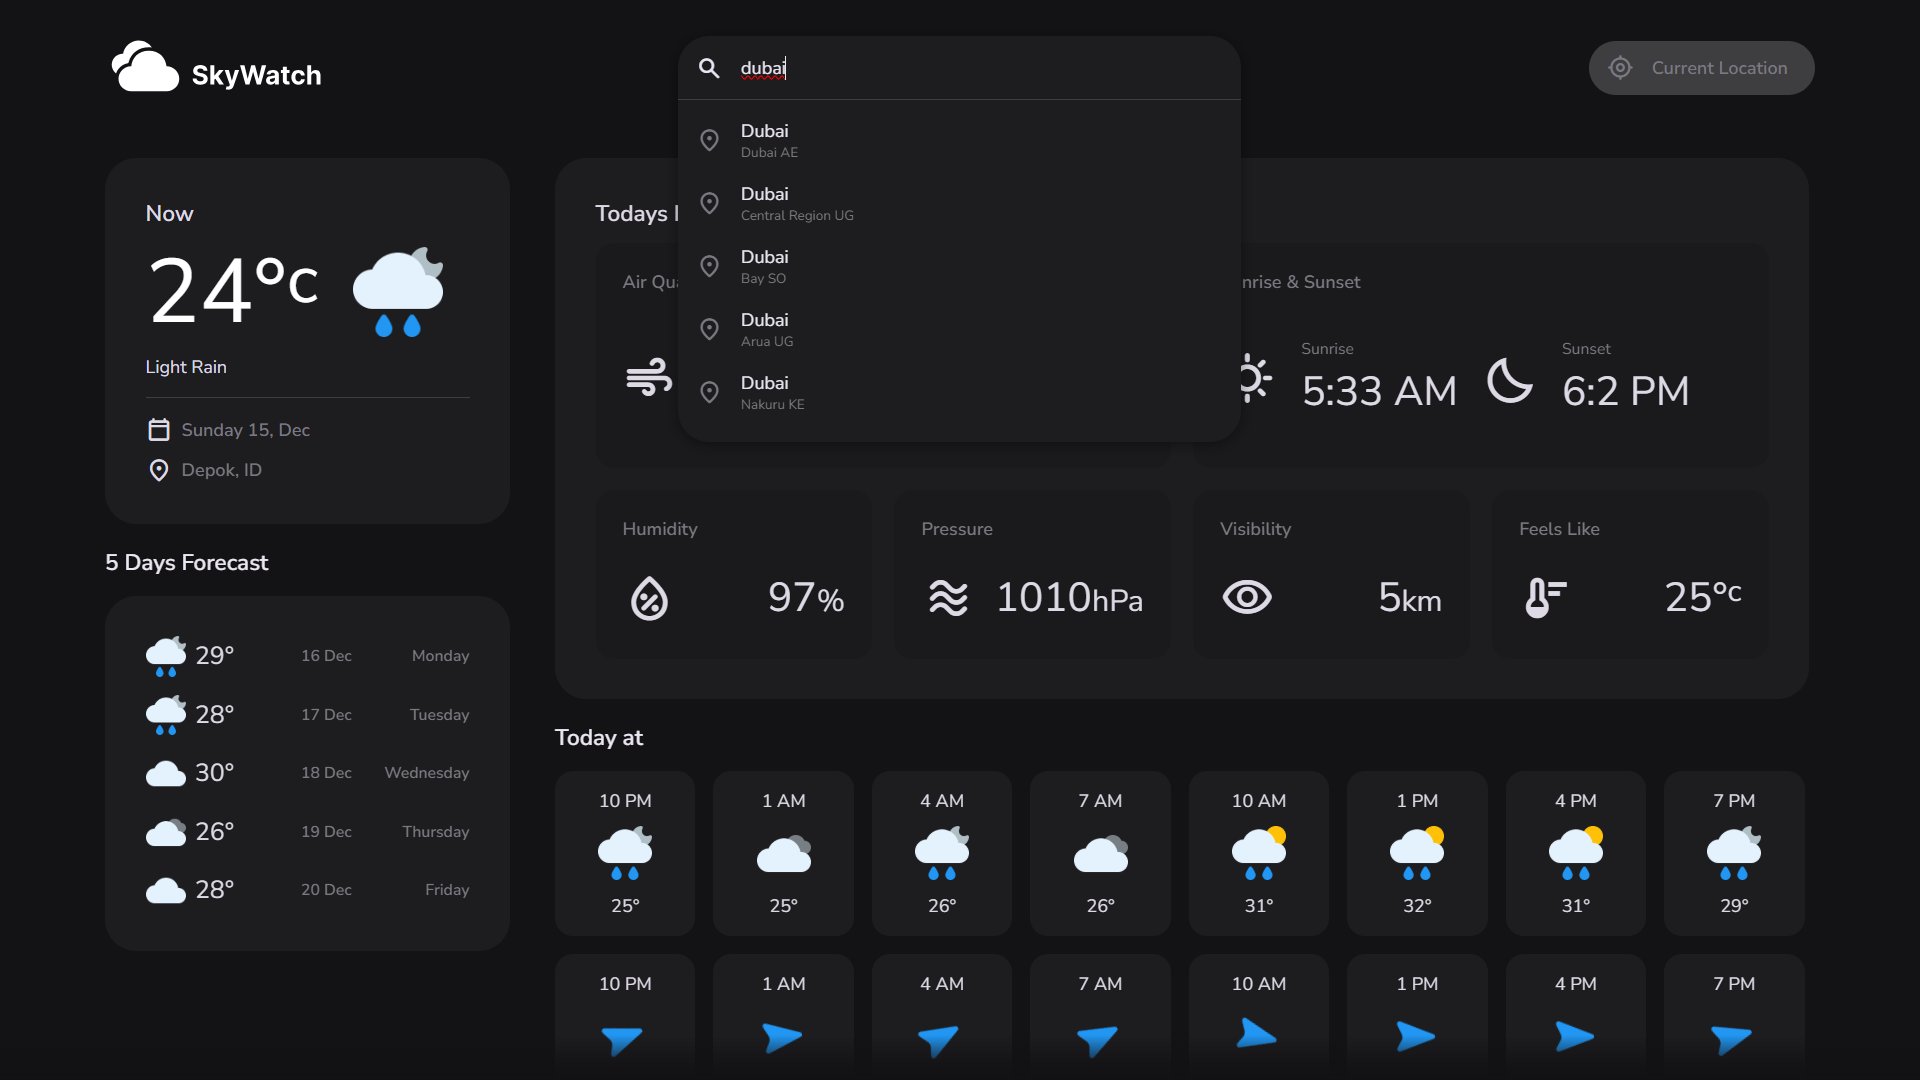 SkyWatch
dubai
Current Location
Dubai
Dubai AE
Dubai
Central Region UG
Dubai
Bay SO
Dubai
Arua UG
Dubai
Nakuru KE
Now
24°c
Light Rain
Sunday 15, Dec
Depok, ID
5 Days Forecast
29° 16 Dec Monday
28° 17 Dec Tuesday
30° 18 Dec Wednesday
26° 19 Dec Thursday
28° 20 Dec Friday
Todays
Air
& Sunset
Sunrise
5:33 AM
Sunset
6:2 PM
Humidity
97%
Pressure
1010hPa
Visibility
5km
Feels Like
25°c
Today at
10 PM 1 AM 4 AM 7 AM 10 AM 1 PM 4 PM 7 PM
25° 25° 26° 26° 31° 32° 31° 29°
10 PM 1 AM 4 AM 7 AM 10 AM 1 PM 4 PM 7 PM